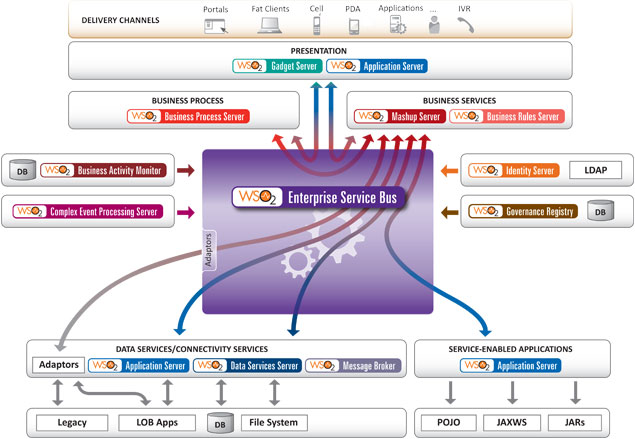 DELIVERY CHANNELS
Portals Fat Clients Cell PDA Applications ... IVR
PRESENTATION
WSO2 Gadget Server WSO2 Application Server
BUSINESS PROCESS
WSO2 Business Process Server
BUSINESS SERVICES
WSO2 Mashup Server WSO2 Business Rules Server
DB WSO2 Business Activity Monitor
WSO2 Identity Server LDAP
WSO2 Enterprise Service Bus
WSO2 Complex Event Processing Server
WSO2 Governance Registry DB
Adaptors
DATA SERVICES/CONNECTIVITY SERVICES
Adaptors WSO2 Application Server WSO2 Data Services Server WSO2 Message Broker
SERVICE-ENABLED APPLICATIONS
WSO2 Application Server
Legacy LOB Apps DB File System
POJO JAXWS JARs